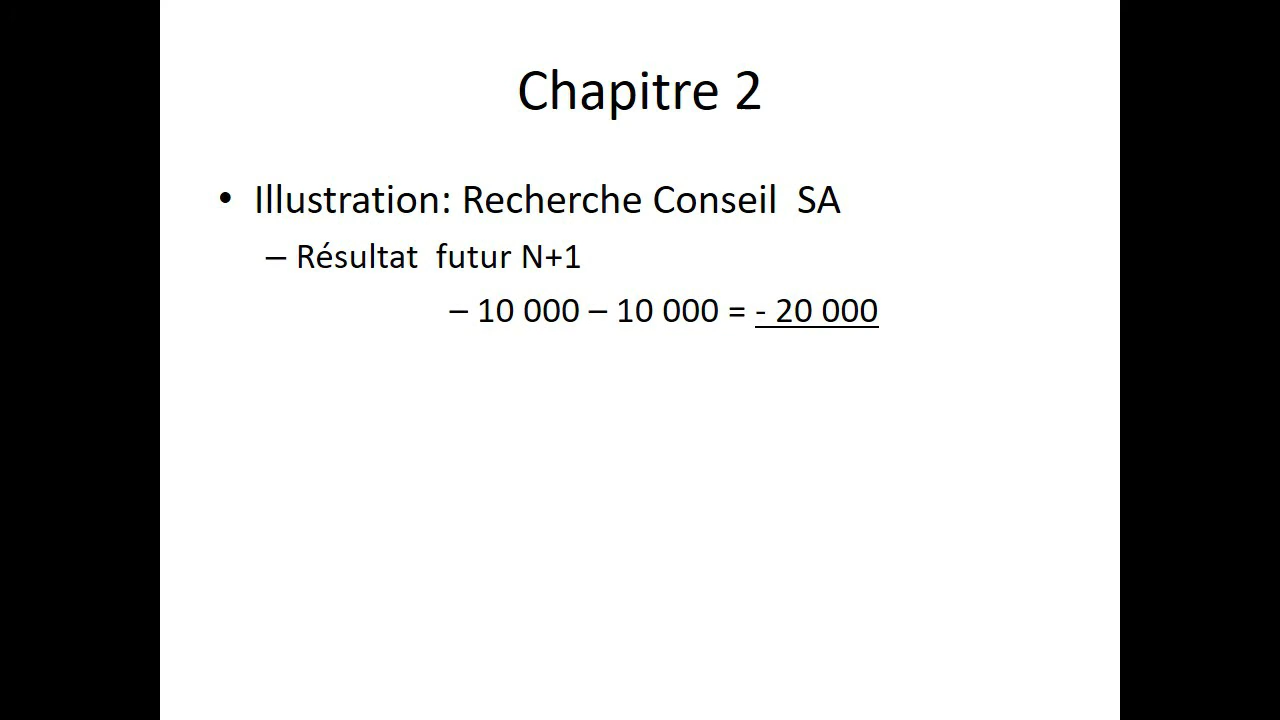 Chapitre 2
• Illustration: Recherche Conseil  SA
– Résultat  futur N+1
– 10 000 – 10 000 = - 20 000